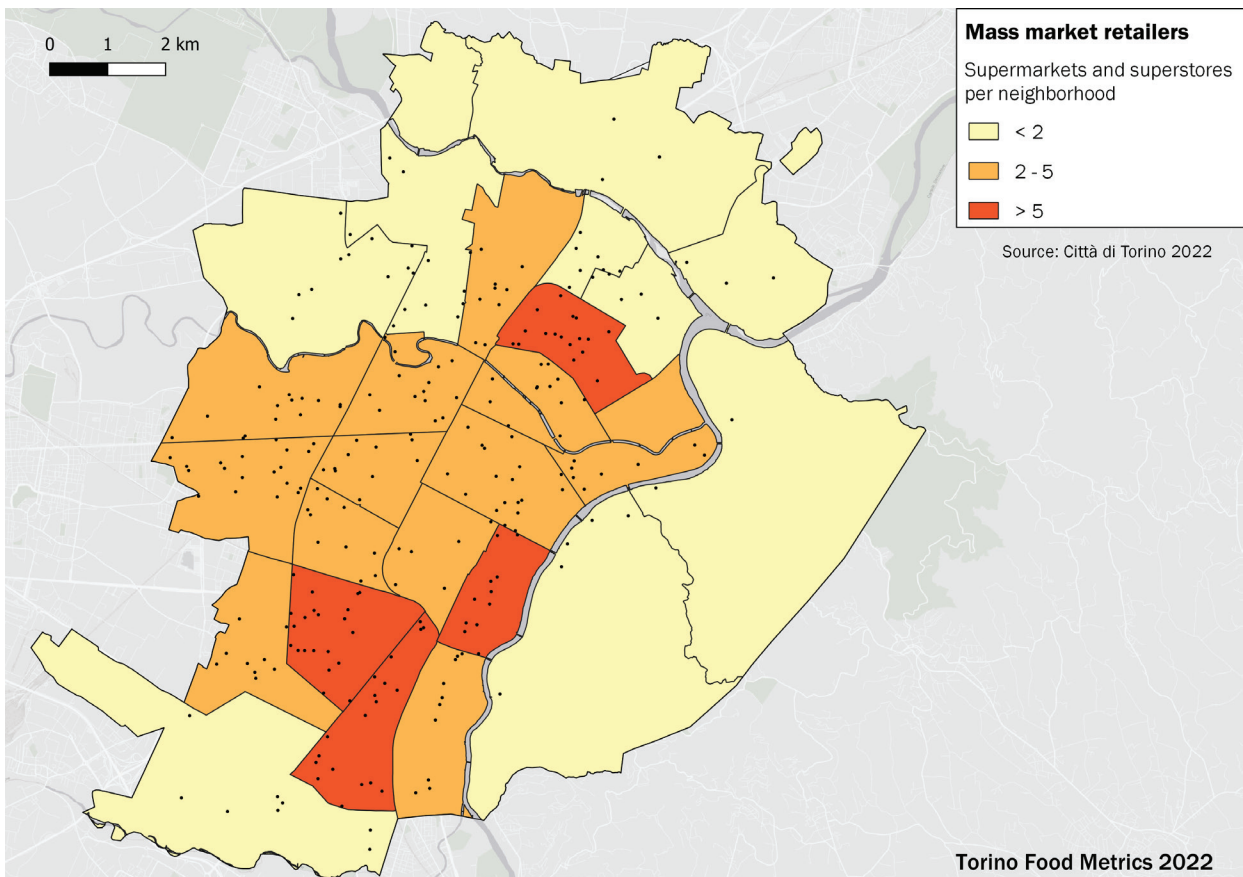 0 1 2 km
Mass market retailers
Supermarkets and superstores
per neighborhood
< 2
2 - 5
> 5
Source: Città di Torino 2022
Torino Food Metrics 2022